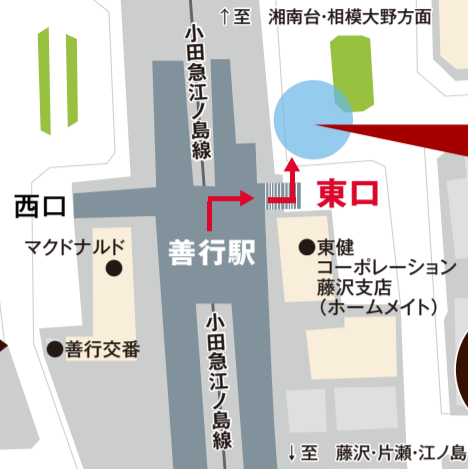 ↑至 湘南台・相模大野方面
小田急江ノ島線
西口
東口
善行駅
マクドナルド
東健
コーポレーション
藤沢支店
（ホームメイト）
善行交番
小田急江ノ島線
↓至 藤沢・片瀬・江ノ島